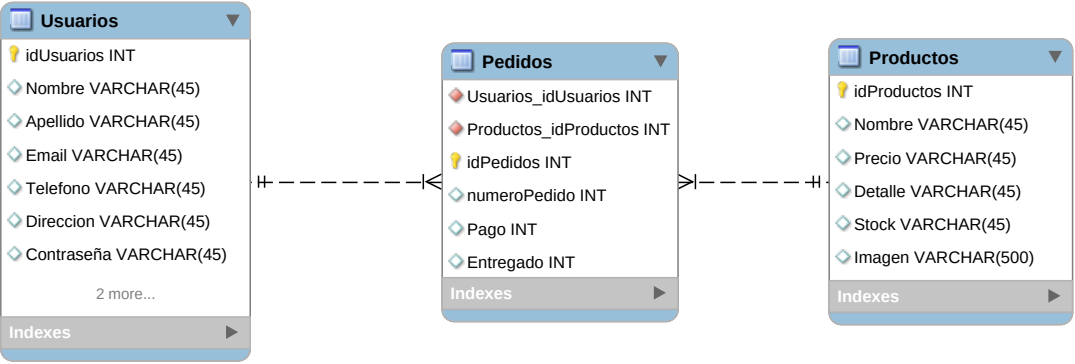 Usuarios
idUsuarios INT
Nombre VARCHAR(45)
Apellido VARCHAR(45)
Email VARCHAR(45)
Telefono VARCHAR(45)
Direccion VARCHAR(45)
Contraseña VARCHAR(45)
2 more...
Indexes
Pedidos
Usuarios_idUsuarios INT
Productos_idProductos INT
idPedidos INT
numeroPedido INT
Pago INT
Entregado INT
Indexes
Productos
idProductos INT
Nombre VARCHAR(45)
Precio VARCHAR(45)
Detalle VARCHAR(45)
Stock VARCHAR(45)
Imagen VARCHAR(500)
Indexes